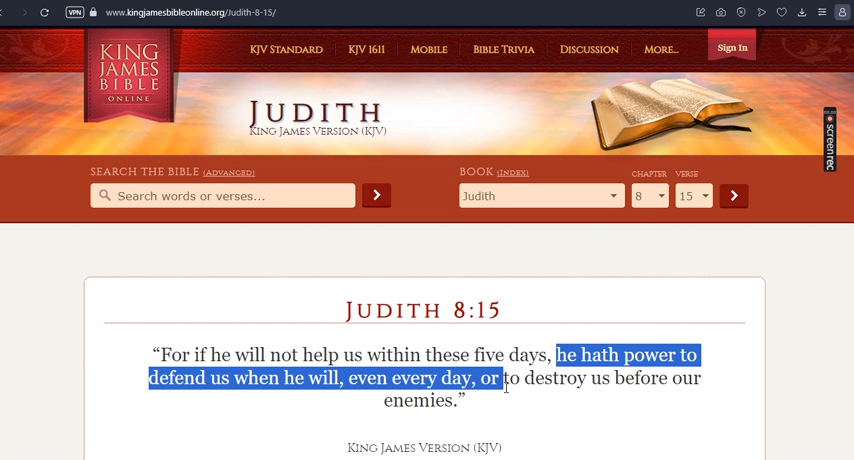 VPN www.kingjamesbibleonline.org/Judith-8-15/
KING
JAMES
BIBLE
ONLINE
KJV STANDARD KJV 1611 MOBILE BIBLE TRIVIA DISCUSSION MORE... Sign In
JUDITH
KING JAMES VERSION (KJV)
screenrec
SEARCH THE BIBLE (ADVANCED) BOOK (INDEX) CHAPTER VERSE
Search words or verses... Judith 8 15
JUDITH 8:15
“For if he will not help us within these five days, he hath power to
defend us when he will, even every day, or to destroy us before our
enemies.”
KING JAMES VERSION (KJV)